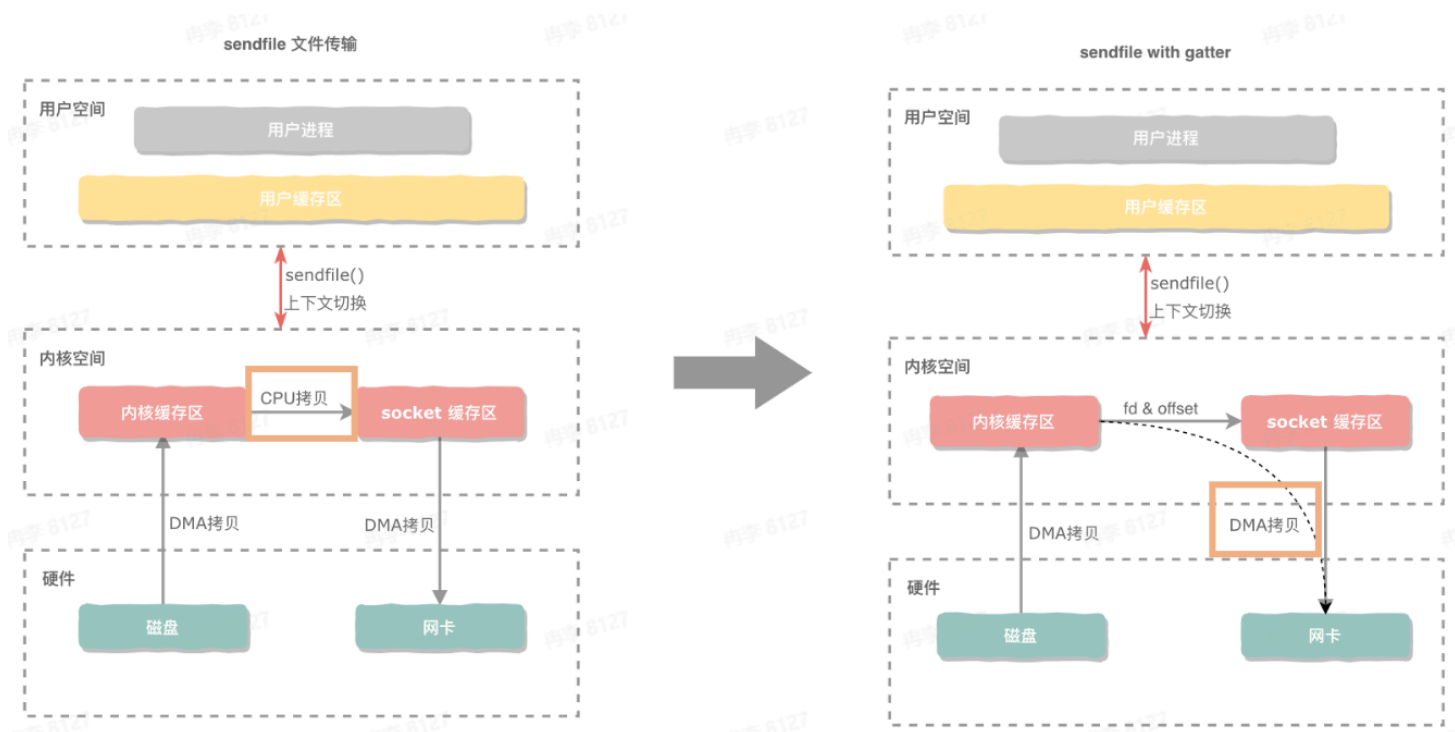 sendfile 文件传输
用户空间
用户进程
用户缓存区
sendfile()
上下文切换
内核空间
内核缓存区
CPU拷贝
socket 缓存区
DMA拷贝
DMA拷贝
硬件
磁盘
网卡
sendfile with gatter
用户空间
用户进程
用户缓存区
sendfile()
上下文切换
内核空间
内核缓存区
fd & offset
socket 缓存区
DMA拷贝
DMA拷贝
硬件
磁盘
网卡